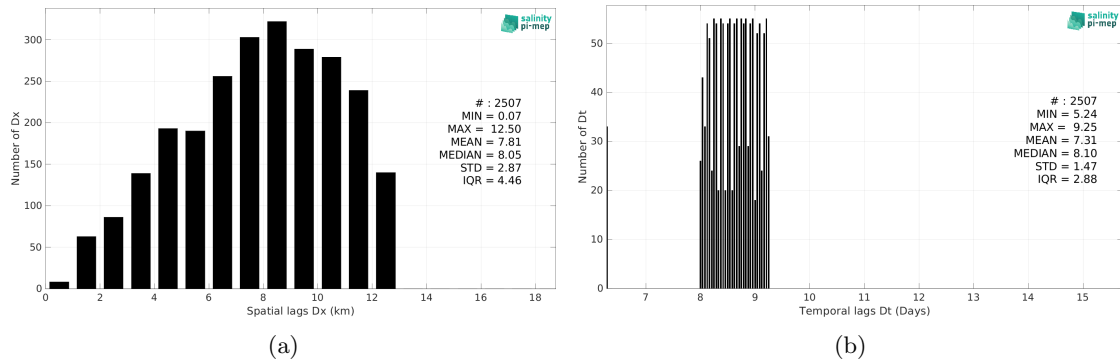 salinity
pi-mep
300
250
200
150
100
50
0
Number of Dx
# : 2507
MIN = 0.07
MAX = 12.50
MEAN = 7.81
MEDIAN = 8.05
STD = 2.87
IQR = 4.46
0 2 4 6 8 10 12 14 16 18
Spatial lags Dx (km)
(a)
salinity
pi-mep
50
40
30
20
10
0
Number of Dt
# : 2507
MIN = 5.24
MAX = 9.25
MEAN = 7.31
MEDIAN = 8.10
STD = 1.47
IQR = 2.88
7 8 9 10 11 12 13 14 15
Temporal lags Dt (Days)
(b)